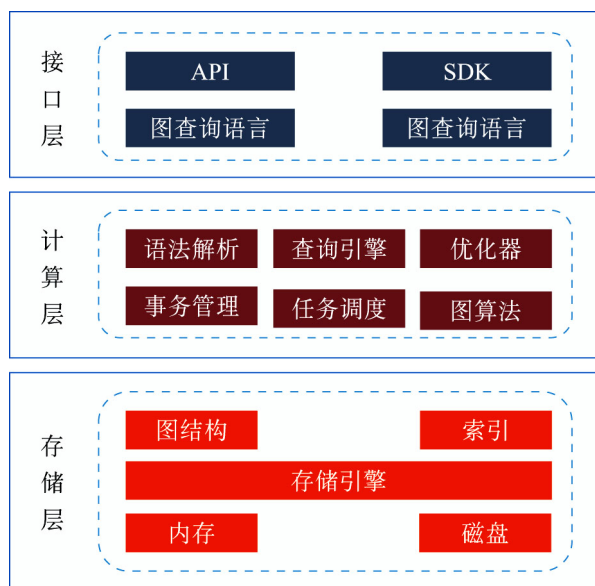 接口层
API
SDK
图查询语言
图查询语言
计算层
语法解析
查询引擎
优化器
事务管理
任务调度
图算法
存储层
图结构
索引
存储引擎
内存
磁盘